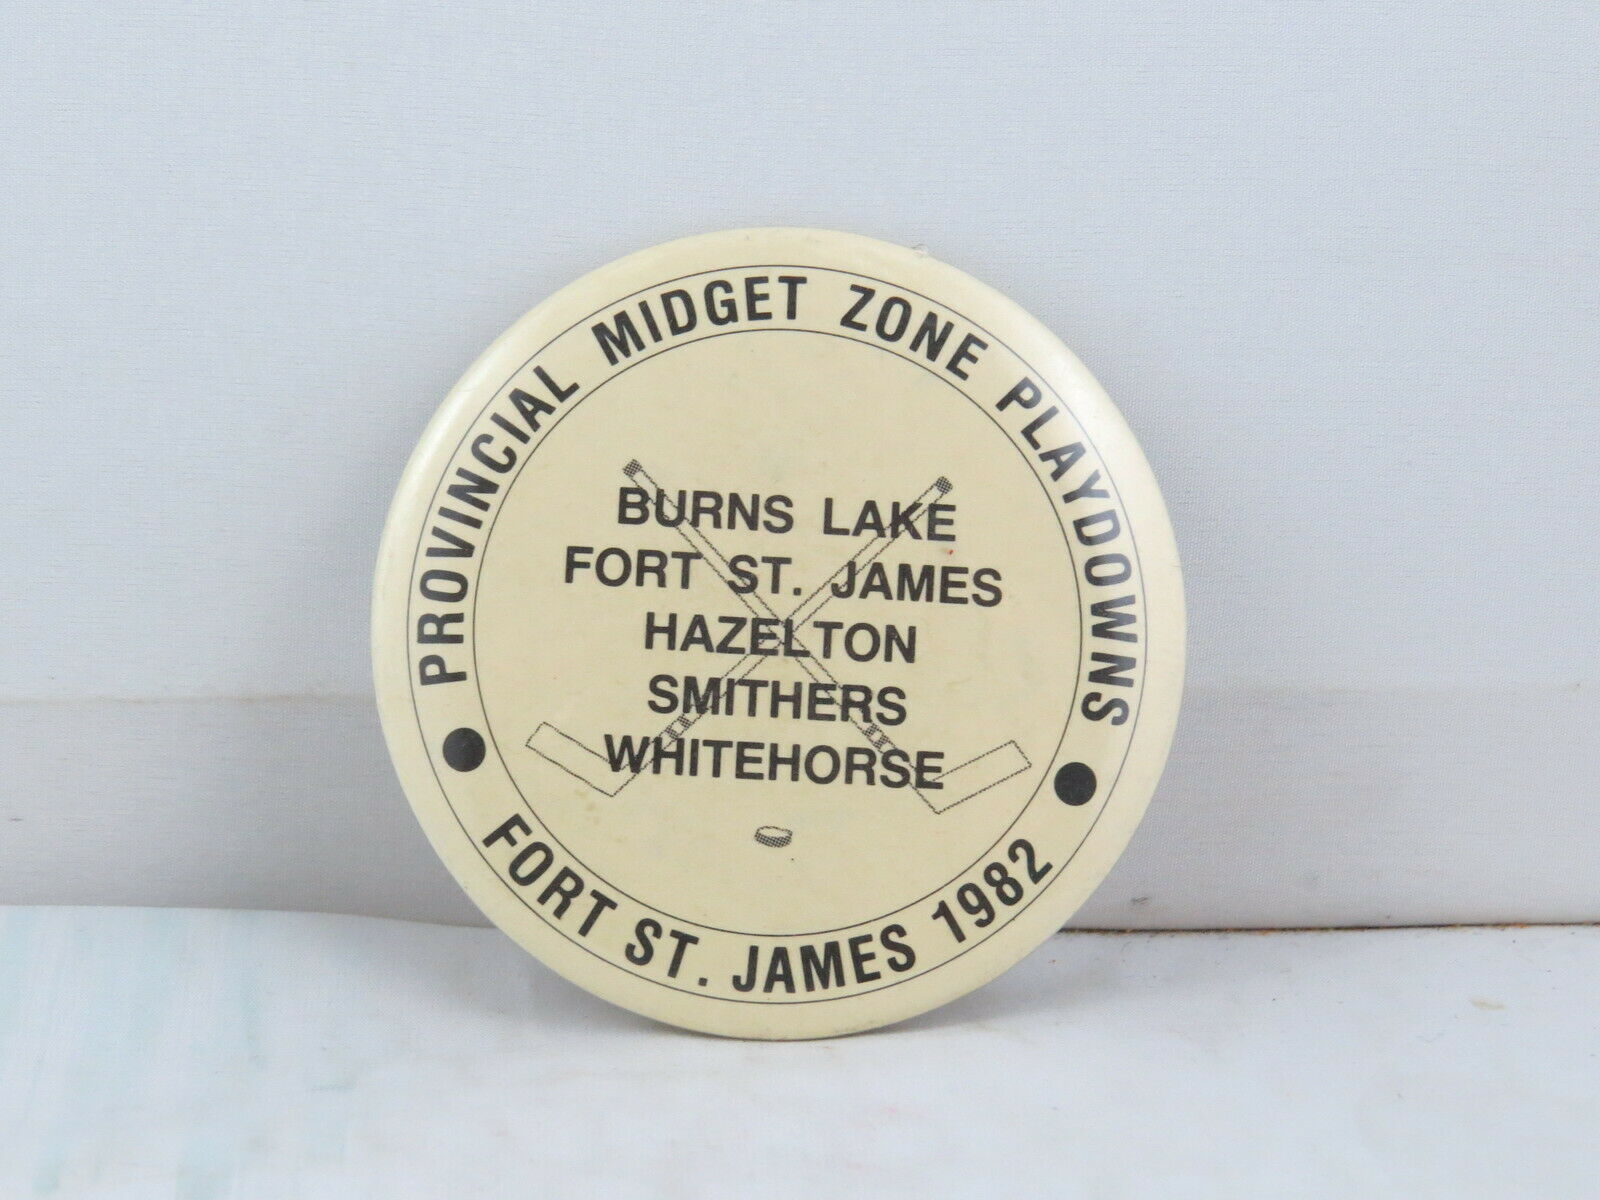 PROVINCIAL MIDGET ZONE PLAYDOWNS
BURNS LAKE
FORT ST. JAMES
HAZELTON
SMITHERS
WHITEHORSE
FORT ST. JAMES 1982